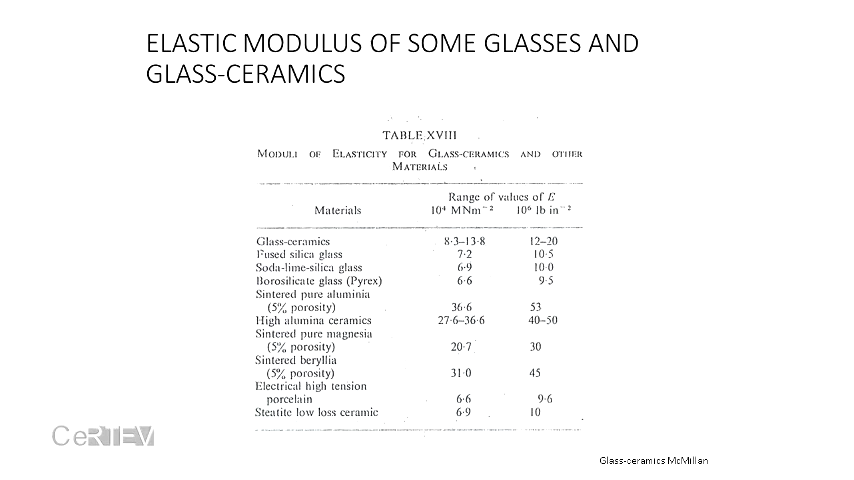 ELASTIC MODULUS OF SOME GLASSES AND
GLASS-CERAMICS
TABLE XVIII
MODULI OF ELASTICITY FOR GLASS-CERAMICS AND OTHER
MATERIALS
Range of values of E
Materials 10⁴ MNm⁻² 10⁶ lb in⁻²
Glass-ceramics 8·3–13·8 12–20
Fused silica glass 7·2 10·5
Soda-lime-silica glass 6·9 10·0
Borosilicate glass (Pyrex) 6·6 9·5
Sintered pure aluminia
(5% porosity) 36·6 53
High alumina ceramics 27·6–36·6 40–50
Sintered pure magnesia
(5% porosity) 20·7 30
Sintered beryllia
(5% porosity) 31·0 45
Electrical high tension
porcelain 6·6 9·6
Steatite low loss ceramic 6·9 10
CeRTEV
Glass-ceramics McMillan